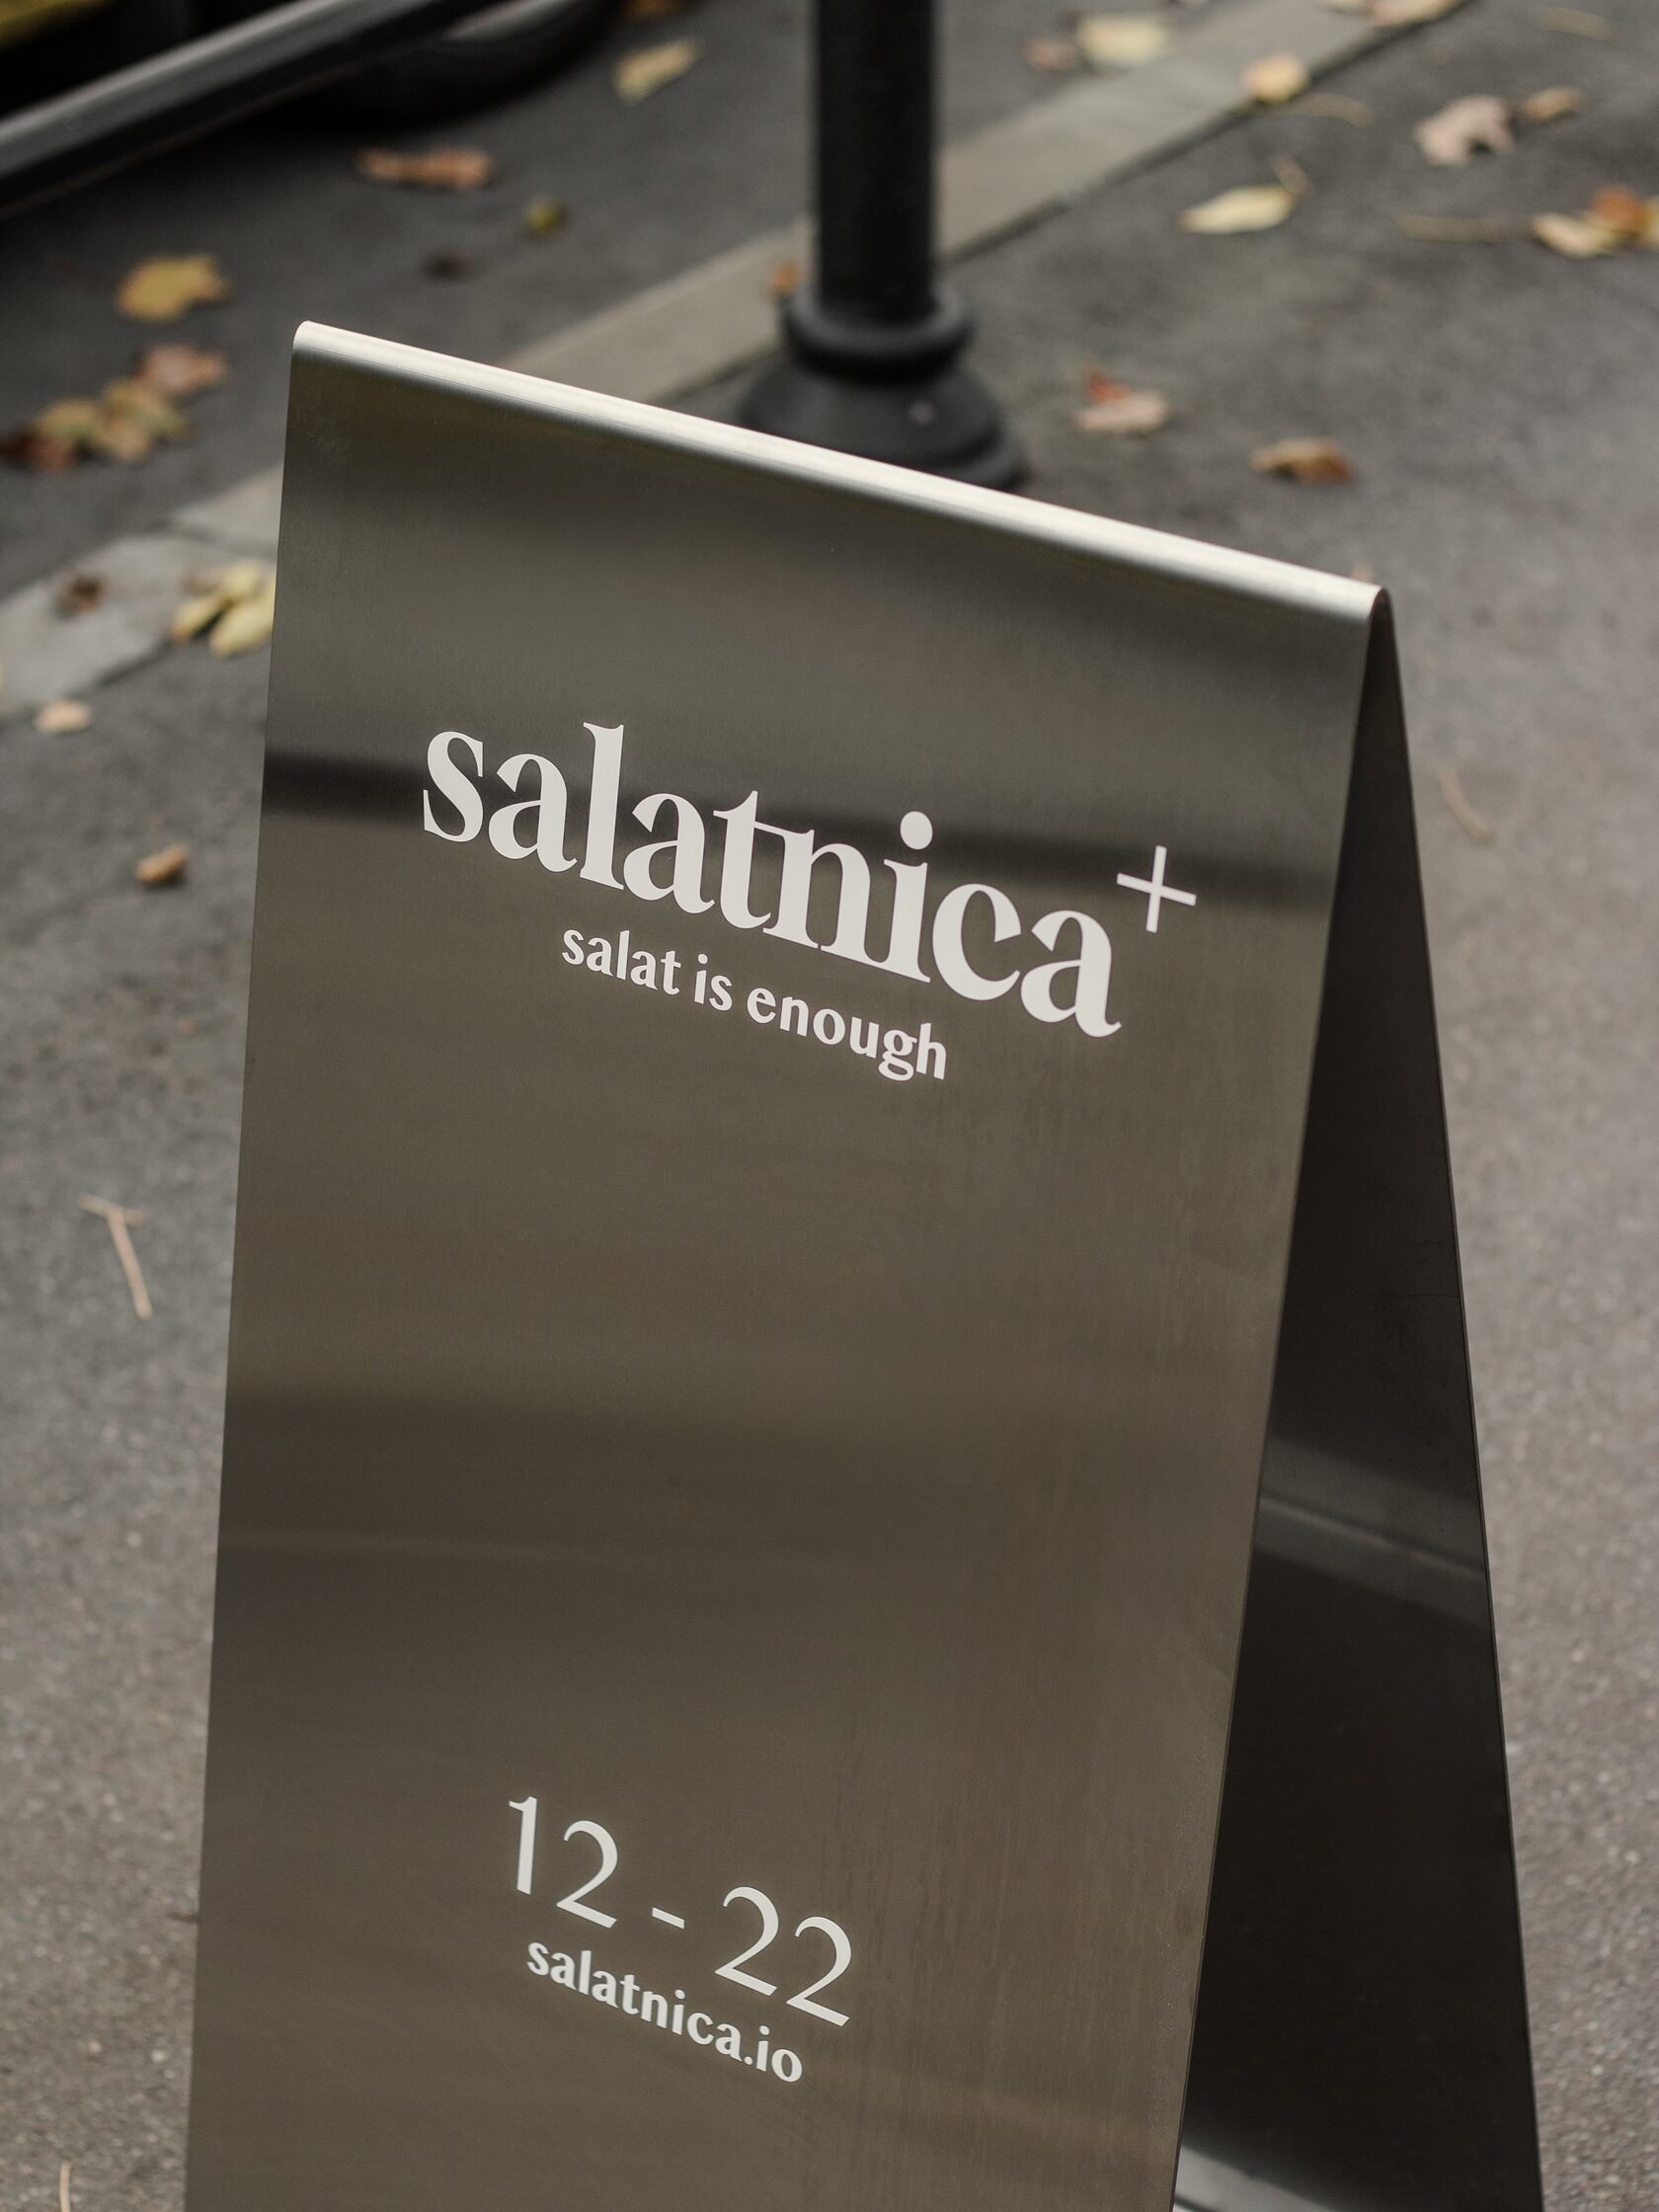 salatnica+
salat is enough
12 - 22
salatnica.io